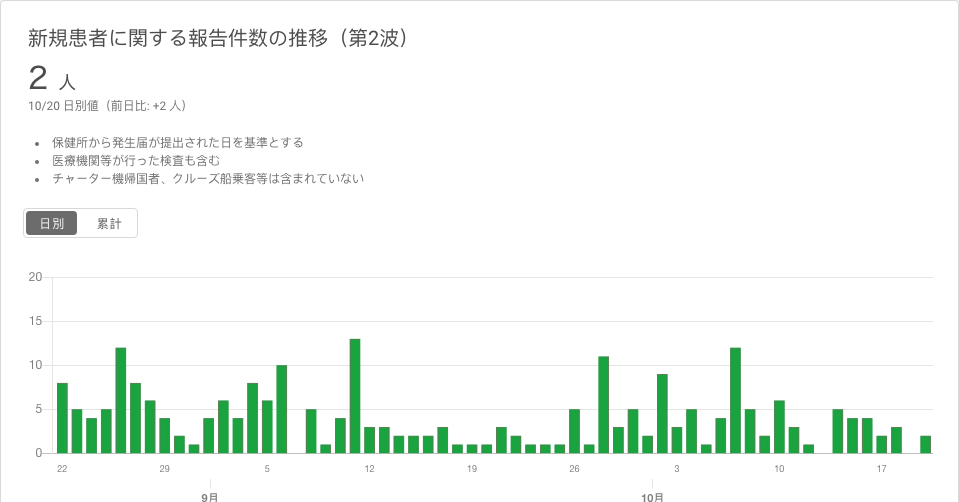 新規患者に関する報告件数の推移（第2波）
2 人
10/20 日別値（前日比: +2 人）
保健所から発生届が提出された日を基準とする
医療機関等が行った検査も含む
チャーター機帰国者、クルーズ船乗客等は含まれていない
日別 累計
20
15
10
5
0
22 29 5 12 19 26 3 10 17
9月 10月